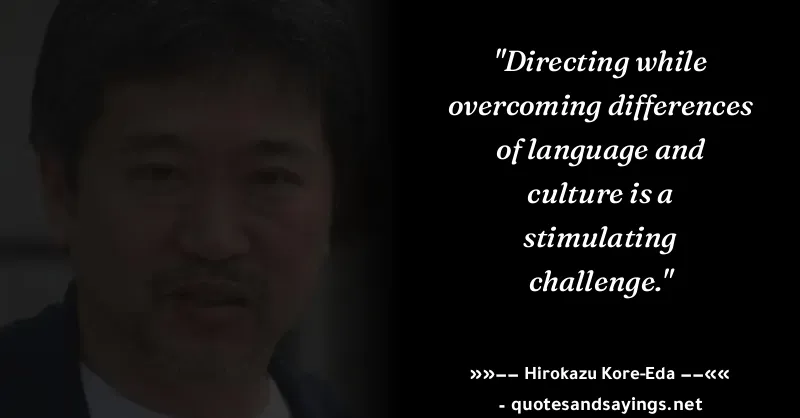 "Directing while
overcoming differences
of language and
culture is a
stimulating
challenge."
»»−− Hirokazu Kore-Eda −−««
- quotesandsayings.net